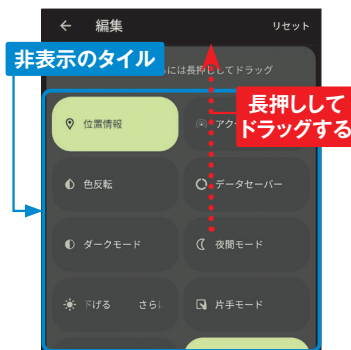 編集
リセット
非表示のタイル
には長押ししてドラッグ
長押しして
ドラッグする
位置情報
アク
色反転
データセーバー
ダークモード
夜間モード
下げる さら
片手モード